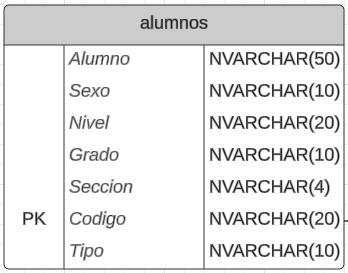 alumnos
Alumno NVARCHAR(50)
Sexo NVARCHAR(10)
Nivel NVARCHAR(20)
Grado NVARCHAR(10)
Seccion NVARCHAR(4)
PK Codigo NVARCHAR(20)
Tipo NVARCHAR(10)